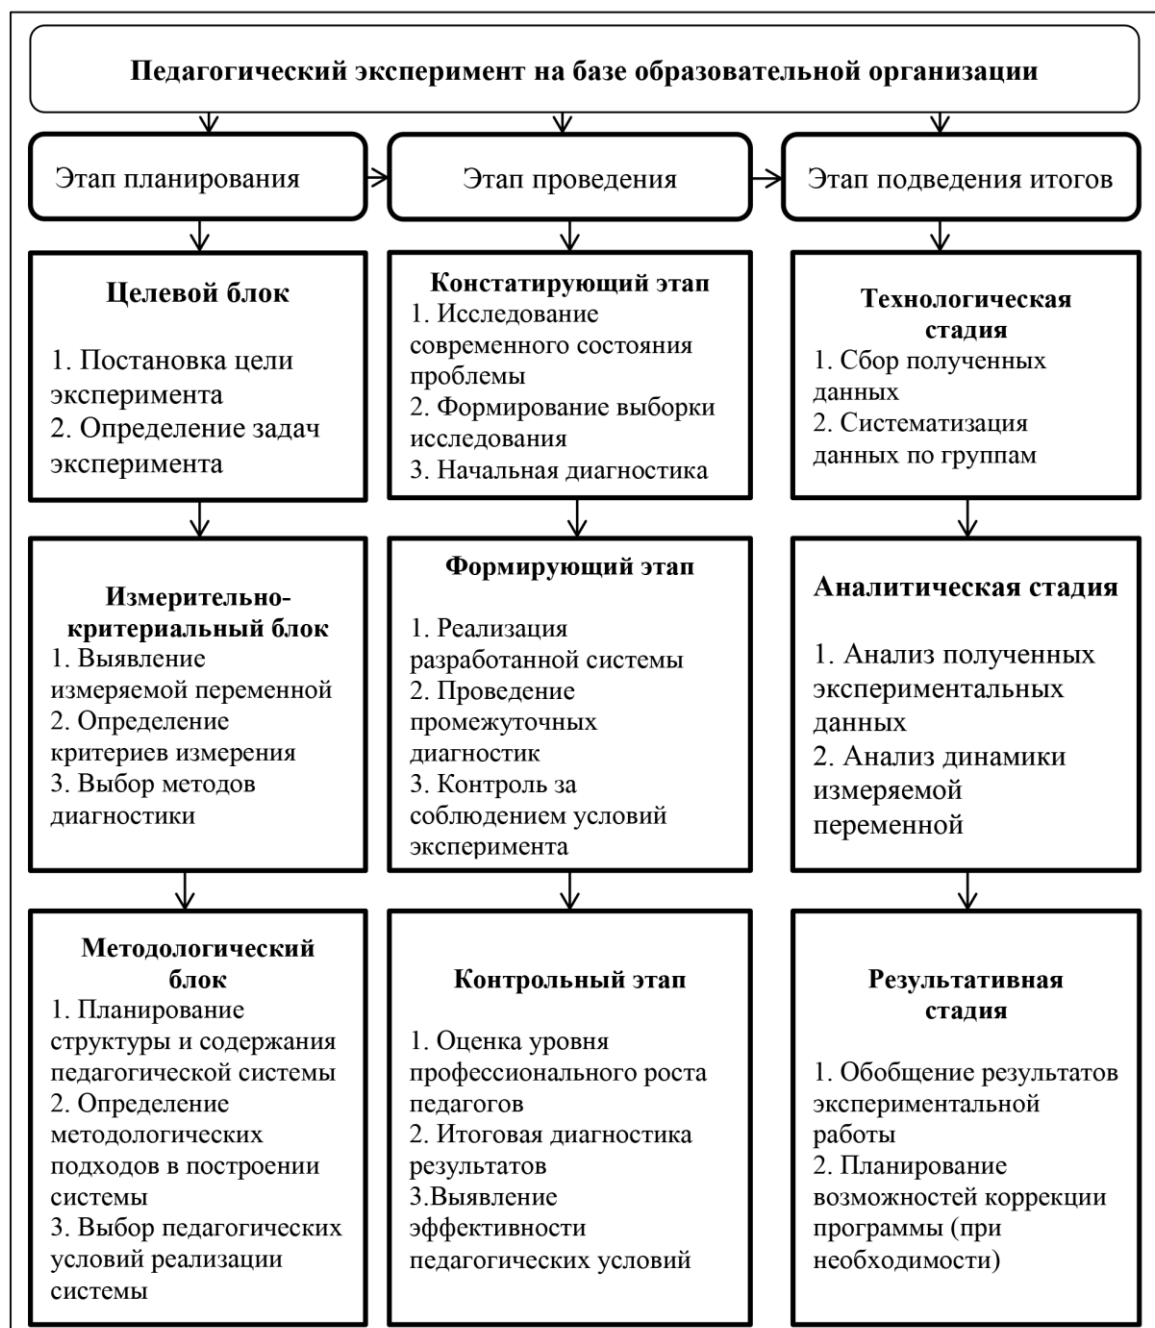 Педагогический эксперимент на базе образовательной организации
Этап планирования
Этап проведения
Этап подведения итогов
Целевой блок
1. Постановка цели
эксперимента
2. Определение задач
эксперимента
Констатирующий этап
1. Исследование
современного состояния
проблемы
2. Формирование выборки
исследования
3. Начальная диагностика
Технологическая
стадия
1. Сбор полученных
данных
2. Систематизация
данных по группам
Измерительно-
критериальный блок
1. Выявление
измеряемой переменной
2. Определение
критериев измерения
3. Выбор методов
диагностики
Формирующий этап
1. Реализация
разработанной системы
2. Проведение
промежуточных
диагностик
3. Контроль за
соблюдением условий
эксперимента
Аналитическая стадия
1. Анализ полученных
экспериментальных
данных
2. Анализ динамики
измеряемой
переменной
Методологический
блок
1. Планирование
структуры и содержания
педагогической системы
2. Определение
методологических
подходов в построении
системы
3. Выбор педагогических
условий реализации
системы
Контрольный этап
1. Оценка уровня
профессионального роста
педагогов
2. Итоговая диагностика
результатов
3.Выявление
эффективности
педагогических условий
Результативная
стадия
1. Обобщение результатов
экспериментальной
работы
2. Планирование
возможностей коррекции
программы (при
необходимости)